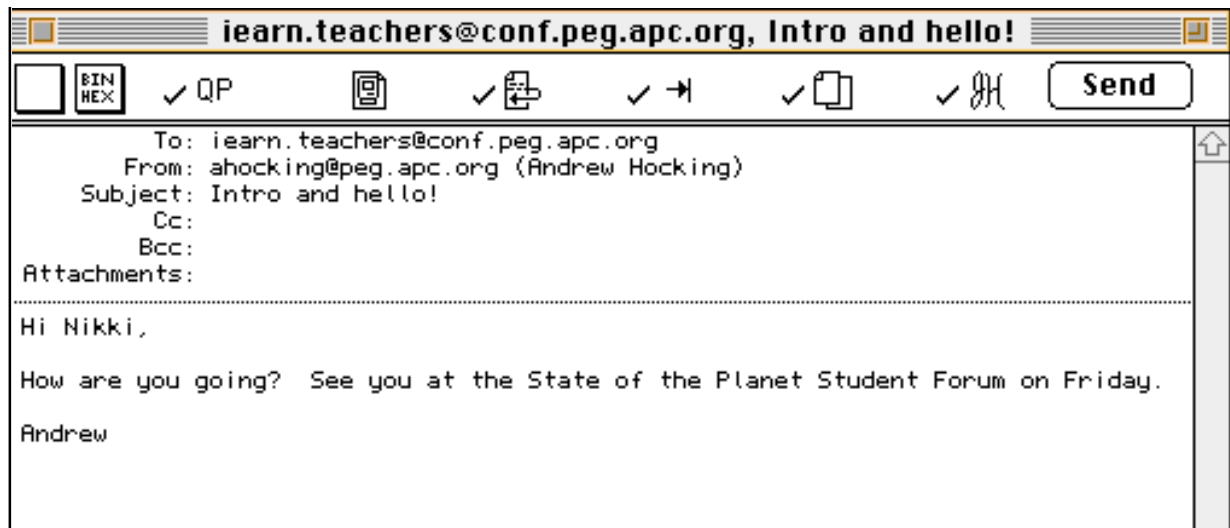 iearn.teachers@conf.peg.apc.org, Intro and hello!
BIN
HEX
QP
Send
To: iearn.teachers@conf.peg.apc.org
From: ahocking@peg.apc.org (Andrew Hocking)
Subject: Intro and hello!
Cc:
Bcc:
Attachments:
Hi Nikki,
How are you going?  See you at the State of the Planet Student Forum on Friday.
Andrew